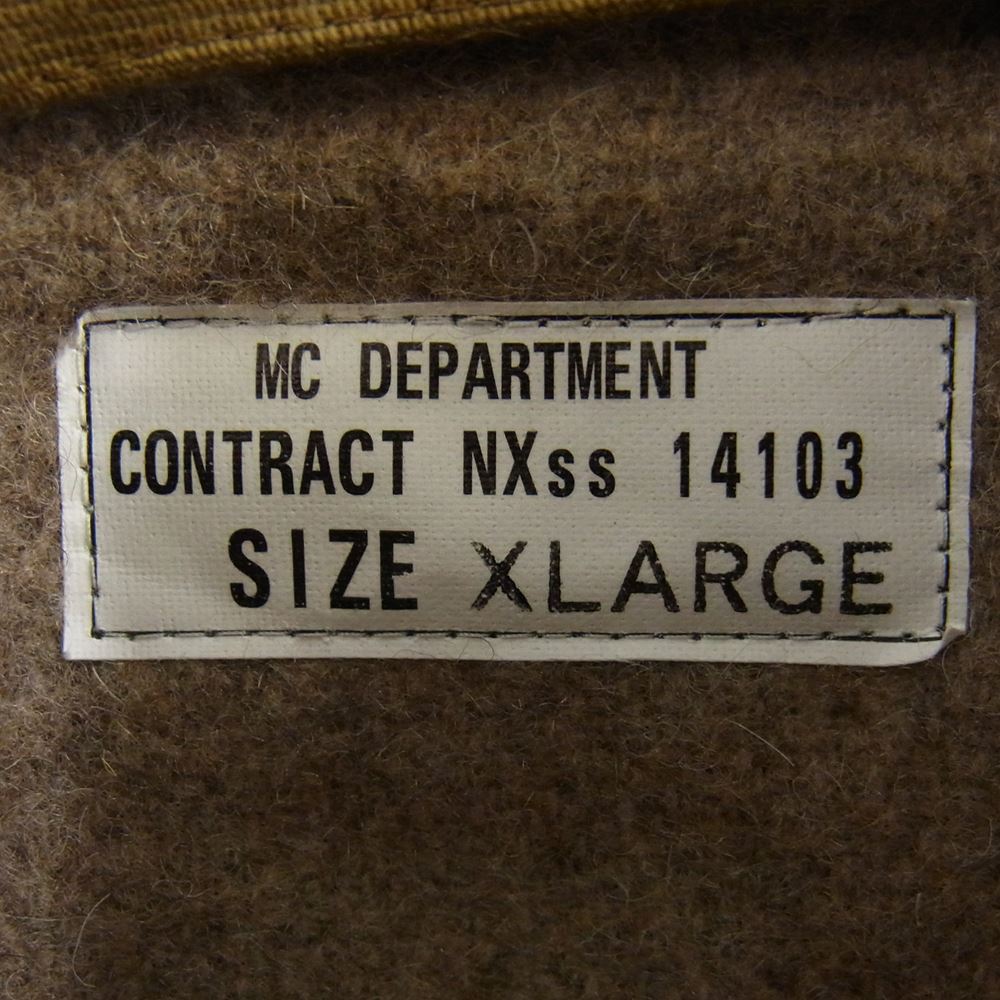 MC DEPARTMENT
CONTRACT NXss 14103
SIZE XLARGE